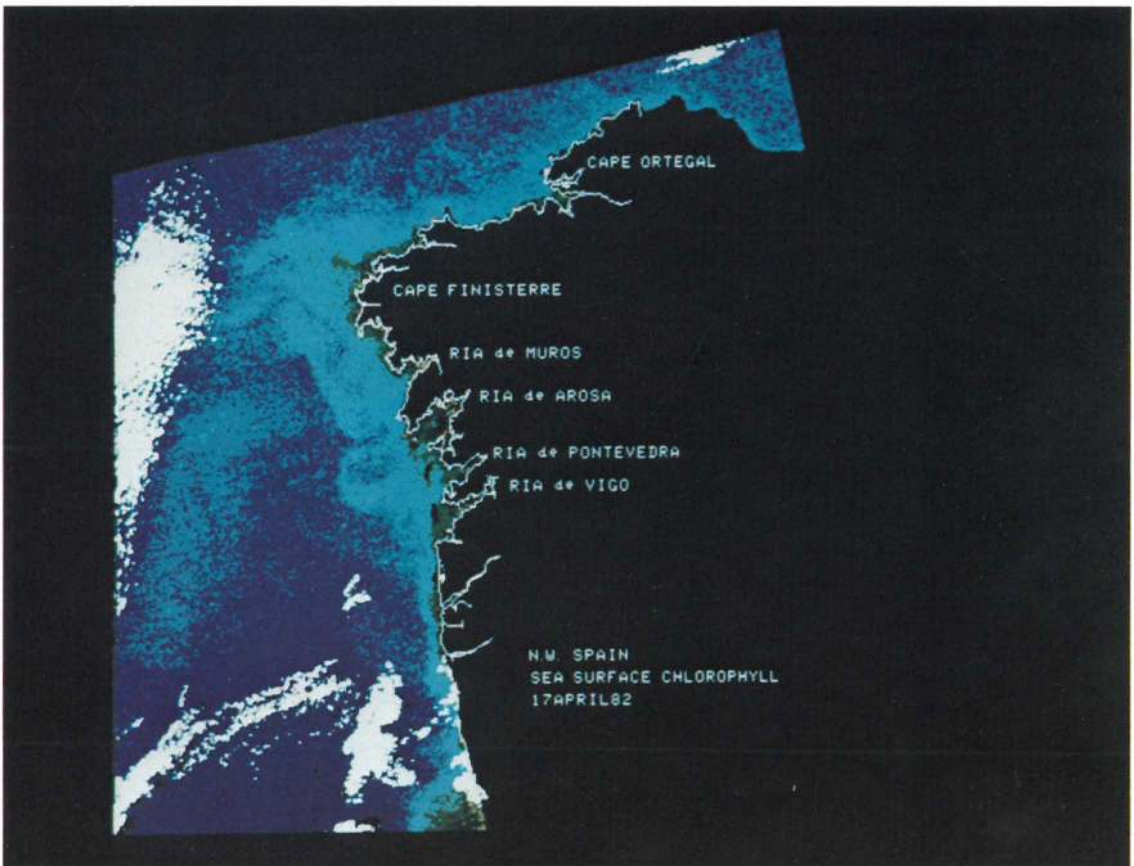 CAPE ORTEGAL
CAPE FINISTERRE
RIA de MUROS
RIA de AROSA
RIA de PONTEVEDRA
RIA de VIGO
N.W. SPAIN
SEA SURFACE CHLOROPHYLL
17APRIL82